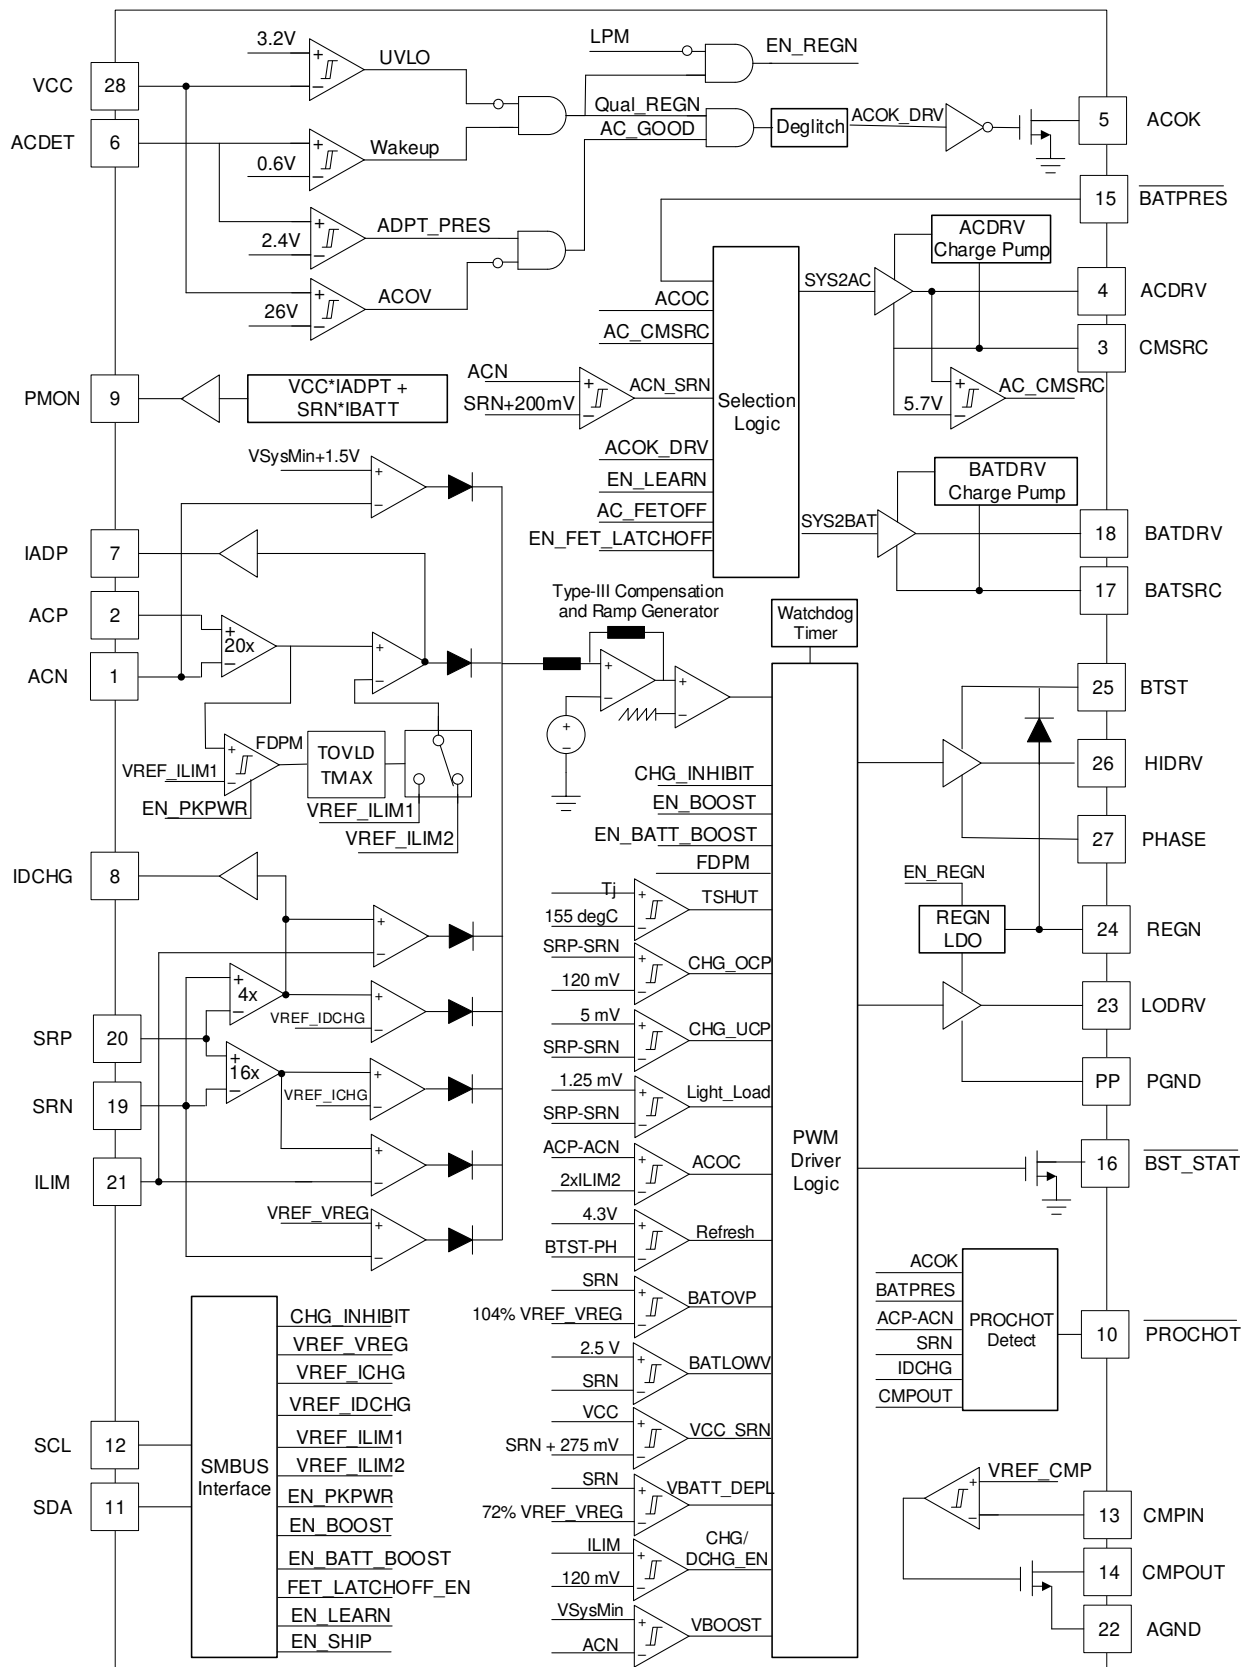 3.2V
UVLO
LPM
EN_REGN
VCC
28
Qual_REGN
AC_GOOD
Deglitch
ACOK_DRV
5
ACOK
ACDET
6
Wakeup
0.6V
15
BATPRES
ADPT_PRES
2.4V
ACOV
26V
ACDRV
Charge Pump
SYS2AC
4
ACDRV
ACOC
AC_CMSRC
3
CMSRC
Selection
Logic
ACN
SRN+200mV
ACN_SRN
5.7V
AC_CMSRC
PMON
9
VCC*IADPT +
SRN*IBATT
ACOK_DRV
EN_LEARN
AC_FETOFF
EN_FET_LATCHOFF
BATDRV
Charge Pump
SYS2BAT
18
BATDRV
17
BATSRC
VSysMin+1.5V
IADP
7
ACP
2
20x
ACN
1
Type-III Compensation
and Ramp Generator
Watchdog
Timer
25
BTST
26
HIDRV
27
PHASE
FDPM
TOVLD
TMAX
VREF_ILIM1
EN_PKPWR
VREF_ILIM1
VREF_ILIM2
CHG_INHIBIT
EN_BOOST
EN_BATT_BOOST
FDPM
IDCHG
8
Tj
155 degC
TSHUT
EN_REGN
REGN
LDO
24
REGN
SRP-SRN
120 mV
CHG_OCP
4x
VREF_IDCHG
SRP
20
5 mV
SRP-SRN
CHG_UCP
23
LODRV
16x
VREF_ICHG
SRN
19
1.25 mV
SRP-SRN
Light_Load
PP
PGND
PWM
Driver
Logic
ILIM
21
ACP-ACN
2xILIM2
ACOC
16
BST_STAT
VREF_VREG
4.3V
BTST-PH
Refresh
SRN
104% VREF_VREG
BATOVP
ACOK
BATPRES
ACP-ACN
SRN
IDCHG
CMPOUT
PROCHOT
Detect
10
PROCHOT
2.5 V
SRN
BATLOWV
VCC
SRN + 275 mV
VCC_SRN
SRN
72% VREF_VREG
VBATT_DEPL
ILIM
120 mV
CHG/
DCHG_EN
VSysMin
ACN
VBOOST
SCL
12
SDA
11
SMBUS
Interface
CHG_INHIBIT
VREF_VREG
VREF_ICHG
VREF_IDCHG
VREF_ILIM1
VREF_ILIM2
EN_PKPWR
EN_BOOST
EN_BATT_BOOST
FET_LATCHOFF_EN
EN_LEARN
EN_SHIP
VREF_CMP
13
CMPIN
14
CMPOUT
22
AGND